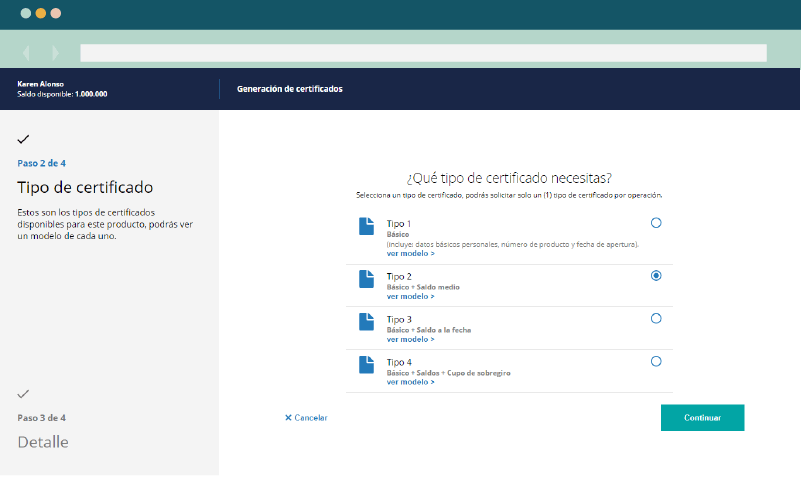 Karen Alonso
Saldo disponible: 1.000.000
Generación de certificados
Paso 2 de 4
Tipo de certificado
Estos son los tipos de certificados
disponibles para este producto, podrás ver
un modelo de cada uno.
¿Qué tipo de certificado necesitas?
Selecciona un tipo de certificado, podrás solicitar solo un (1) tipo de certificado por operación.
Tipo 1
Básico
(incluye: datos básicos personales, número de producto y fecha de apertura).
ver modelo >
Tipo 2
Básico + Saldo medio
ver modelo >
Tipo 3
Básico + Saldo a la fecha
ver modelo >
Tipo 4
Básico + Saldos + Cupo de sobregiro
ver modelo >
Paso 3 de 4
Detalle
Cancelar
Continuar